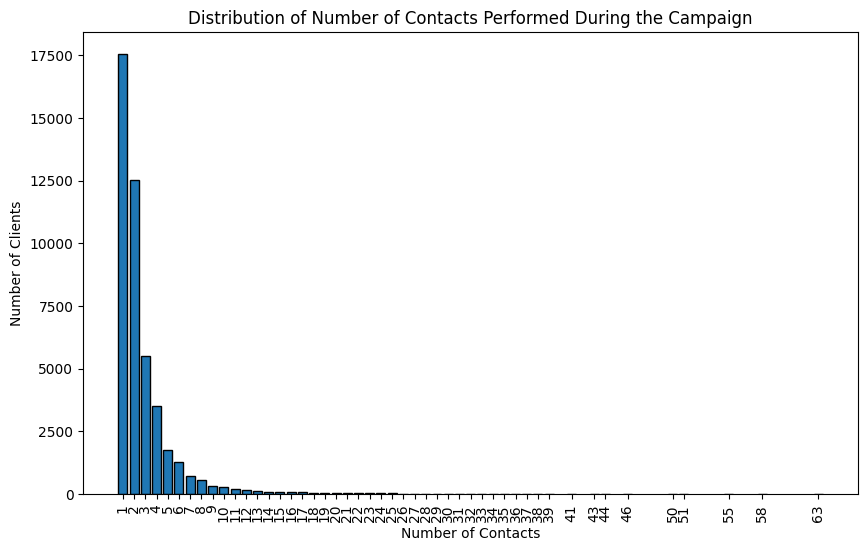 Distribution of Number of Contacts Performed During the Campaign
17500
15000
12500
10000
7500
5000
2500
0
Number of Clients
1 2 3 4 5 6 7 8 9 10 11 12 13 14 15 16 17 18 19 20 21 22 23 24 25 26 27 28 29 30 31 32 33 34 35 36 37 38 39 41 43 44 46 50 51 55 58 63
Number of Contacts